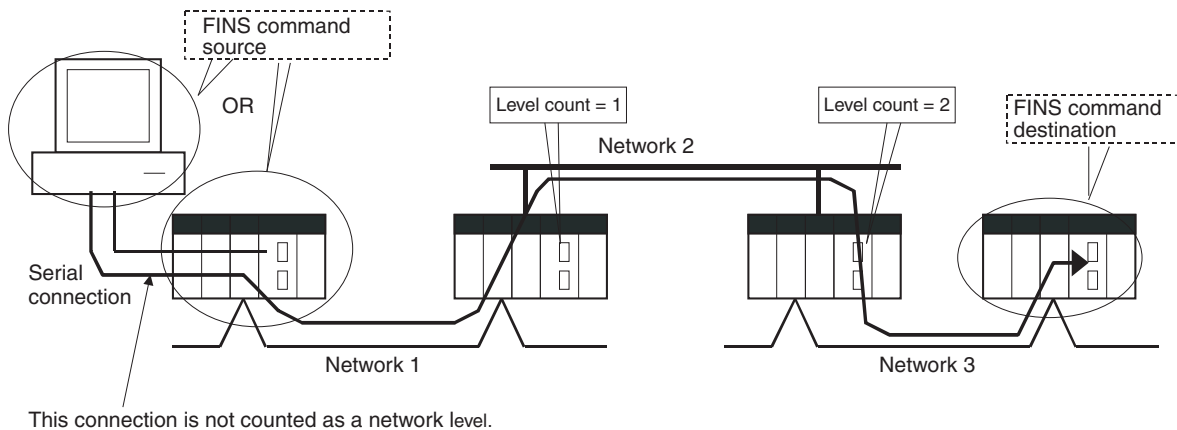 FINS command
source
OR
Level count = 1
Level count = 2
FINS command
destination
Network 2
Serial
connection
Network 1
Network 3
This connection is not counted as a network level.